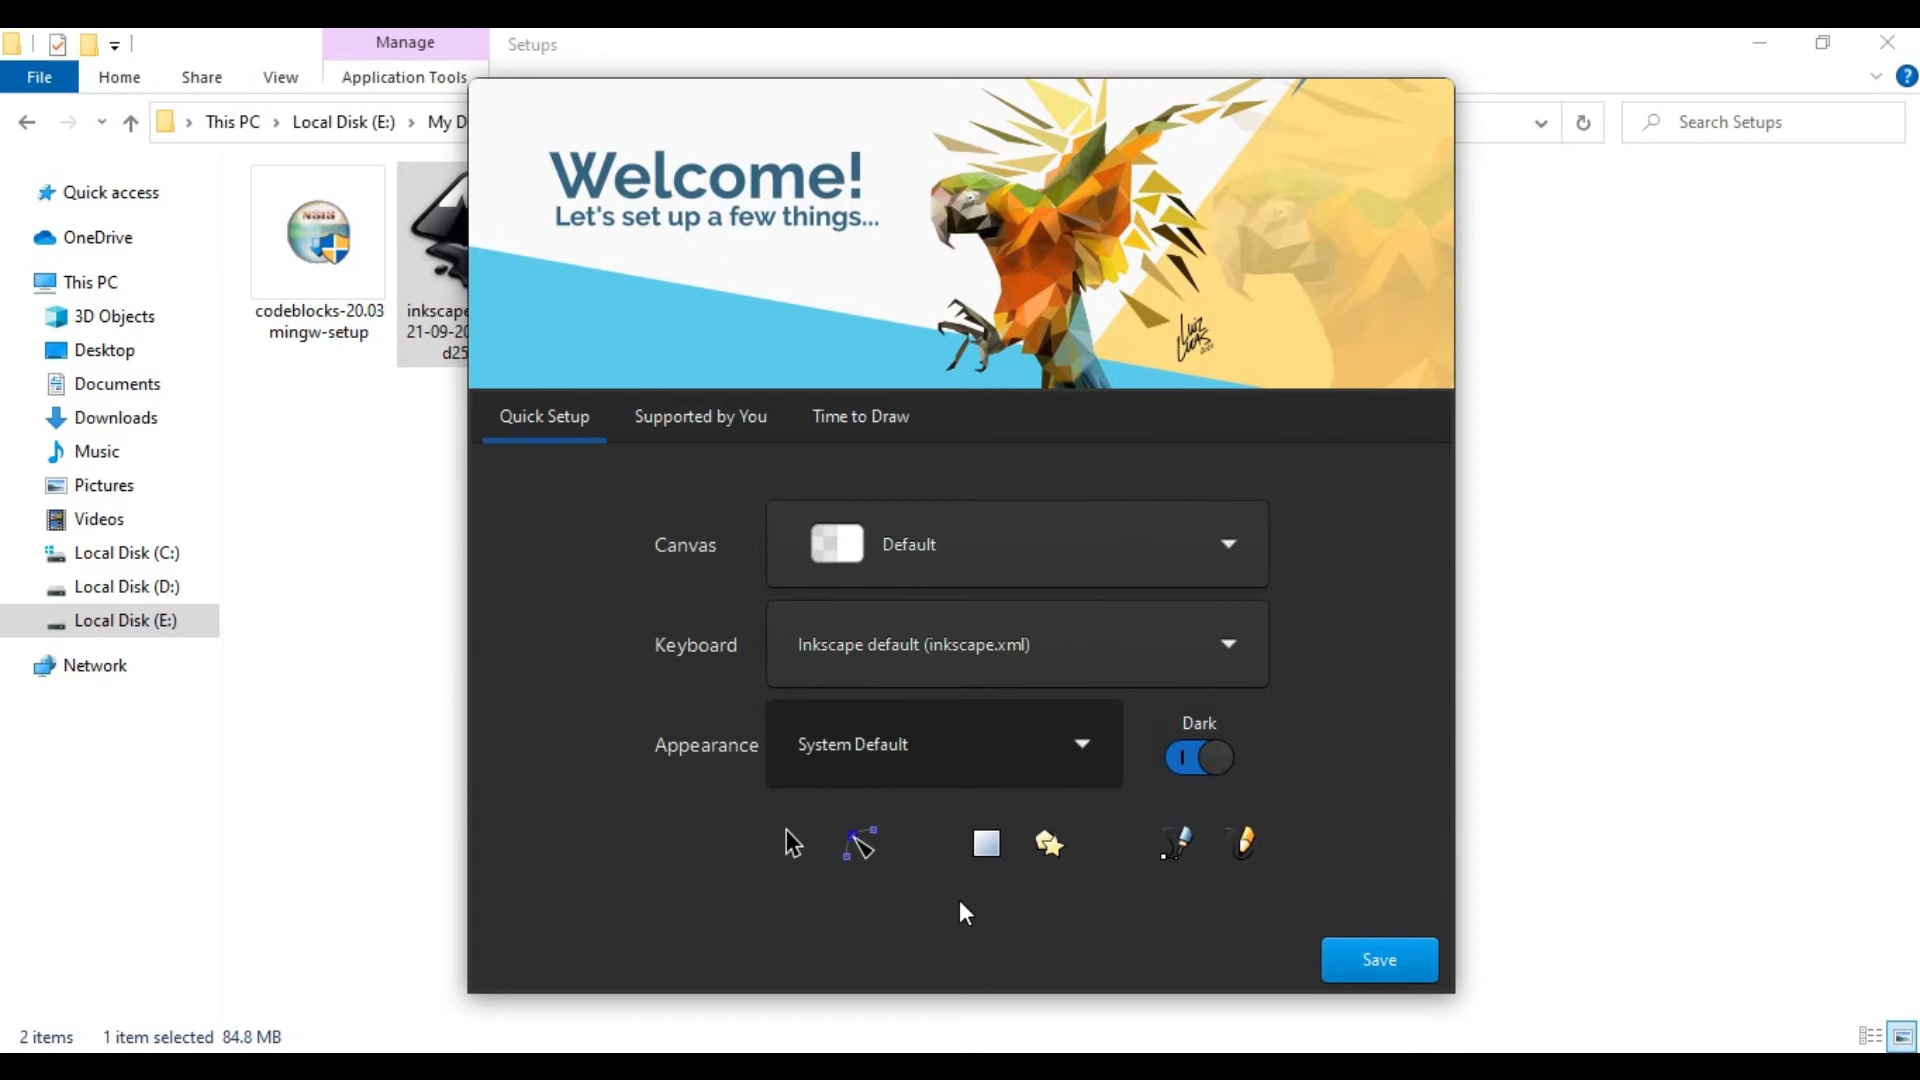 Manage
Setups
File
Home
Share
View
Application Tools
This PC
Local Disk (E:)
My D
Search Setups
Quick access
OneDrive
This PC
3D Objects
Desktop
Documents
Downloads
Music
Pictures
Videos
Local Disk (C:)
Local Disk (D:)
Local Disk (E:)
Network
NSIS
codeblocks-20.03
mingw-setup
inkscape
21-09-20
d25
Welcome!
Let's set up a few things...
Luiz
Lucas
Quick Setup
Supported by You
Time to Draw
Canvas
Default
Keyboard
Inkscape default (inkscape.xml)
Appearance
System Default
Dark
Save
2 items
1 item selected
84.8 MB